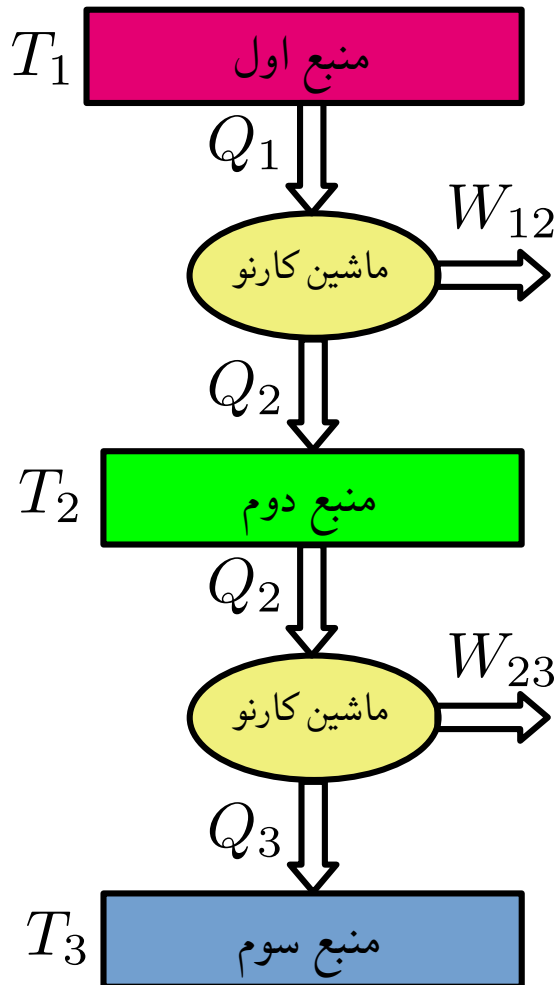 T₁
منبع اول
Q₁
W₁₂
ماشین کارنو
Q₂
T₂
منبع دوم
Q₂
W₂₃
ماشین کارنو
Q₃
T₃
منبع سوم